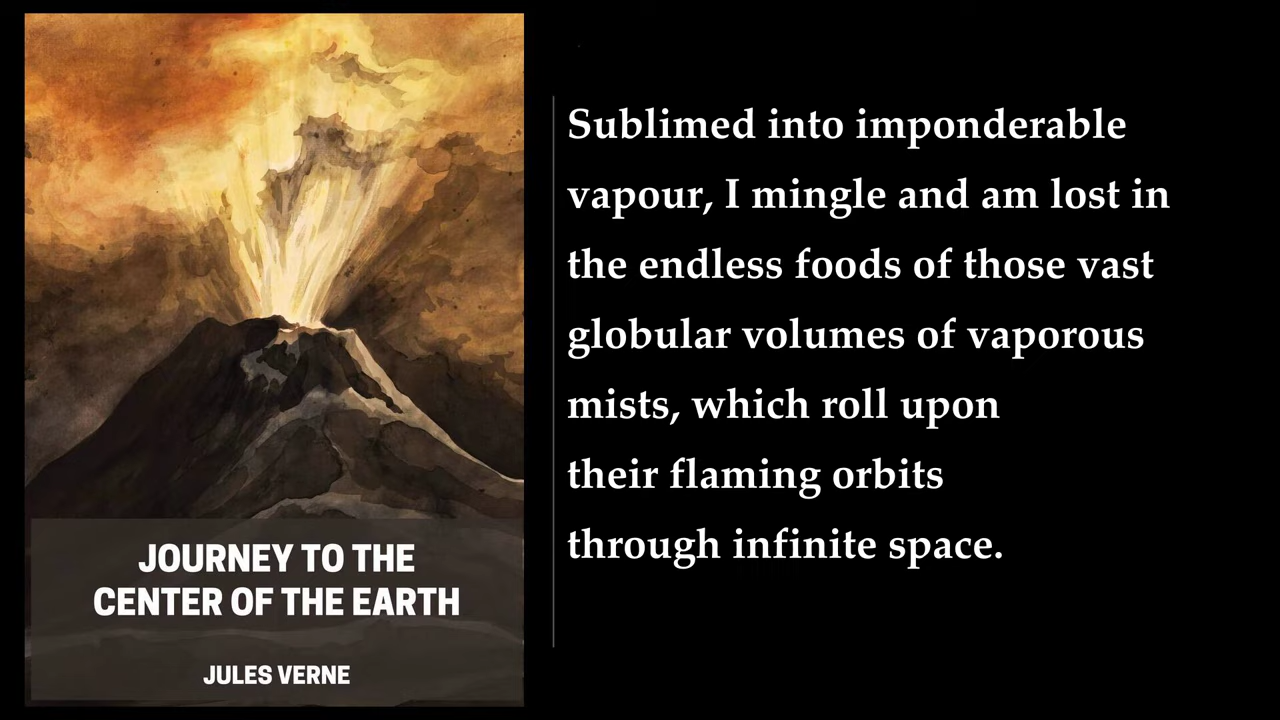 JOURNEY TO THE
CENTER OF THE EARTH
JULES VERNE
Sublimed into imponderable
vapour, I mingle and am lost in
the endless foods of those vast
globular volumes of vaporous
mists, which roll upon
their flaming orbits
through infinite space.